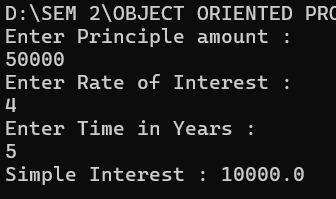 D:\SEM 2\OBJECT ORIENTED PRO
Enter Principle amount :
50000
Enter Rate of Interest :
4
Enter Time in Years :
5
Simple Interest : 10000.0